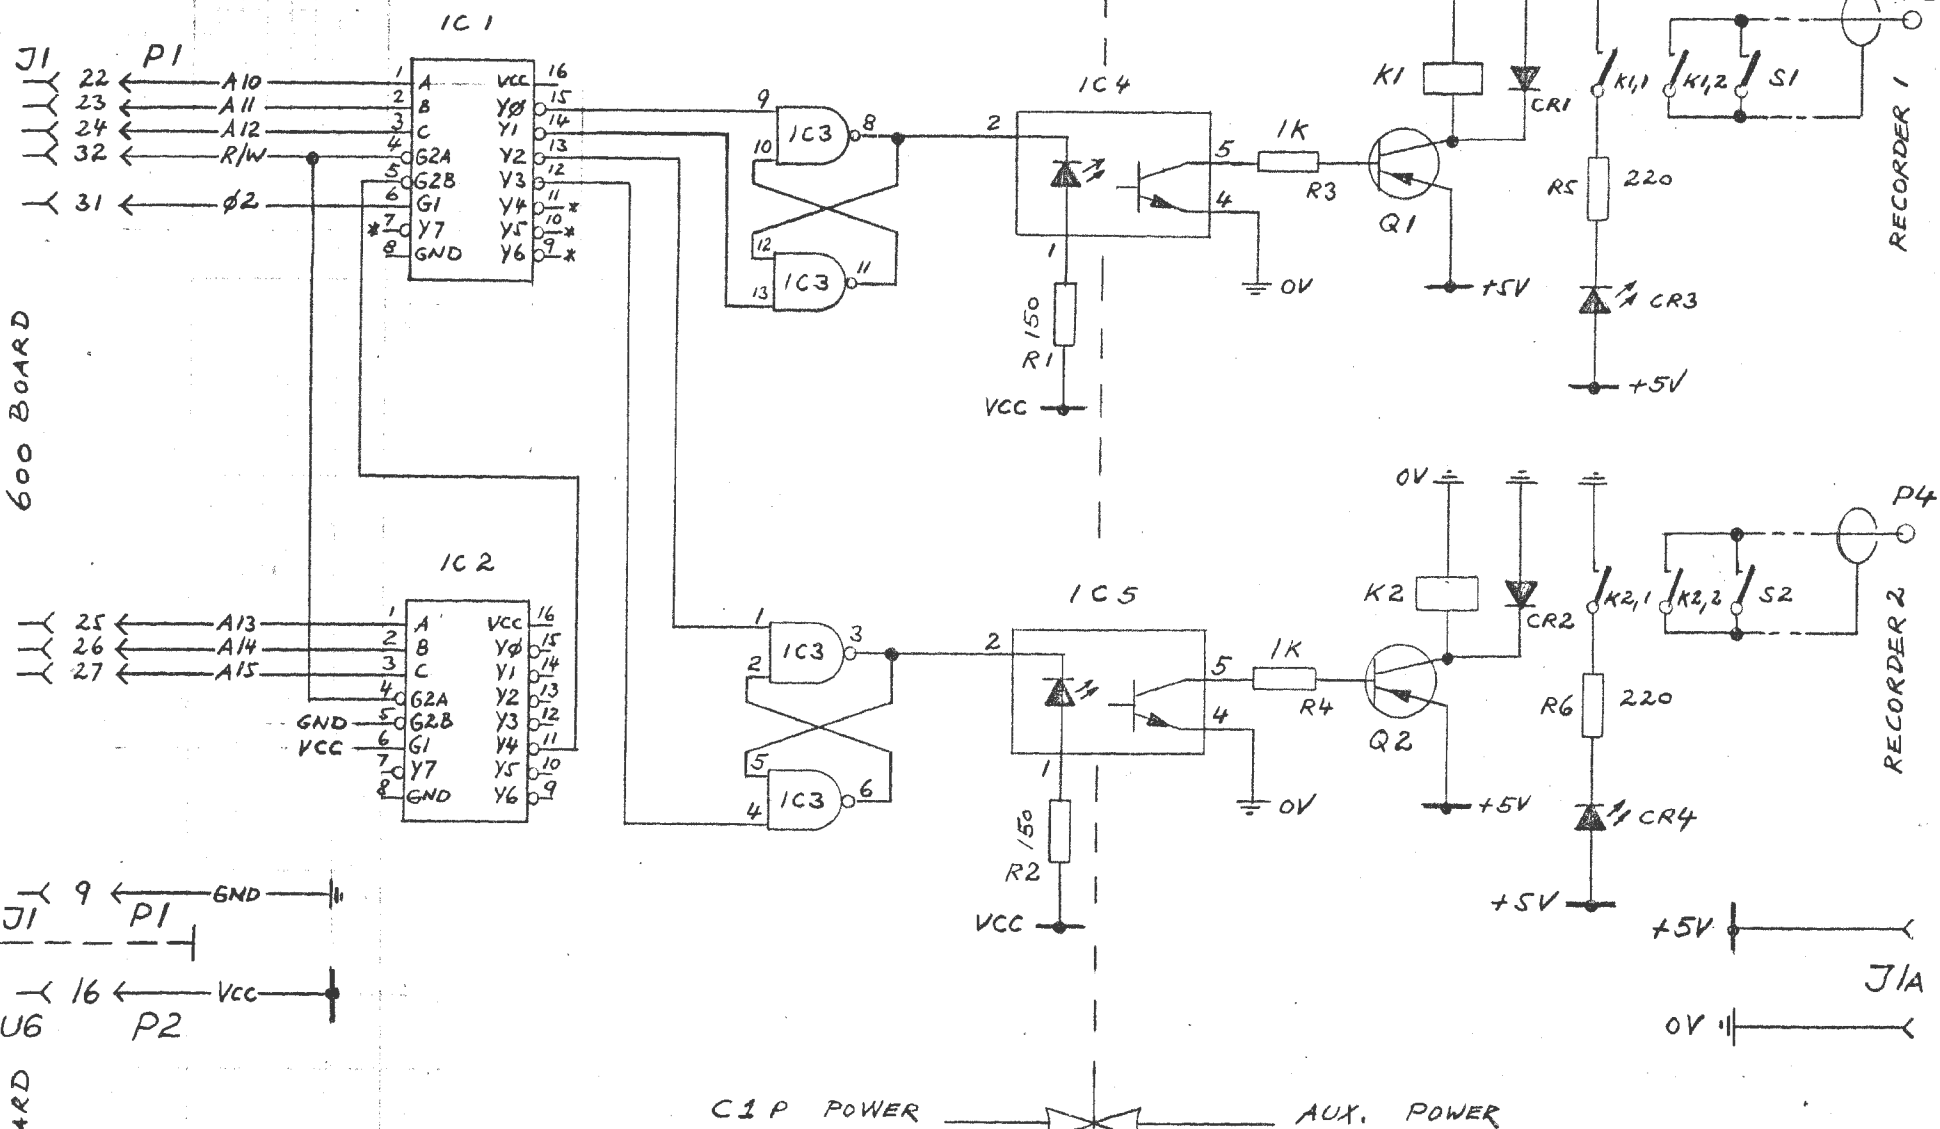 IC 1
J1 P1
22 A10 1 A VCC 16
23 A11 2 B YØ 15
24 A12 3 C Y1 14
32 R/W 4 G2A Y2 13
5 G2B Y3 12
31 ø2 6 G1 Y4 11 *
* 7 Y7 Y5 10 *
8 GND Y6 9 *
9 IC3 8
10
12 IC3 11
13
IC4
2
5
4
1
150
R1
VCC
0V
1K
R3
K1
CR1
Q1
+5V
K1,1 K1,2 S1
R5 220
CR3
+5V
RECORDER 1
600 BOARD
IC 2
25 A13 1 A VCC 16
26 A14 2 B YØ 15
27 A15 3 C Y1 14
4 G2A Y2 13
GND 5 G2B Y3 12
VCC 6 G1 Y4 11
7 Y7 Y5 10
8 GND Y6 9
1 IC3 3
2
5 IC3 6
4
IC5
2
5
4
1
150
R2
VCC
0V
1K
R4
0V
K2
CR2
Q2
+5V
K2,1 K2,2 S2
R6 220
CR4
+5V
P4
RECORDER 2
9 GND
J1 P1
16 VCC
U6 P2
ARD
+5V
J1A
0V
C1P POWER AUX. POWER